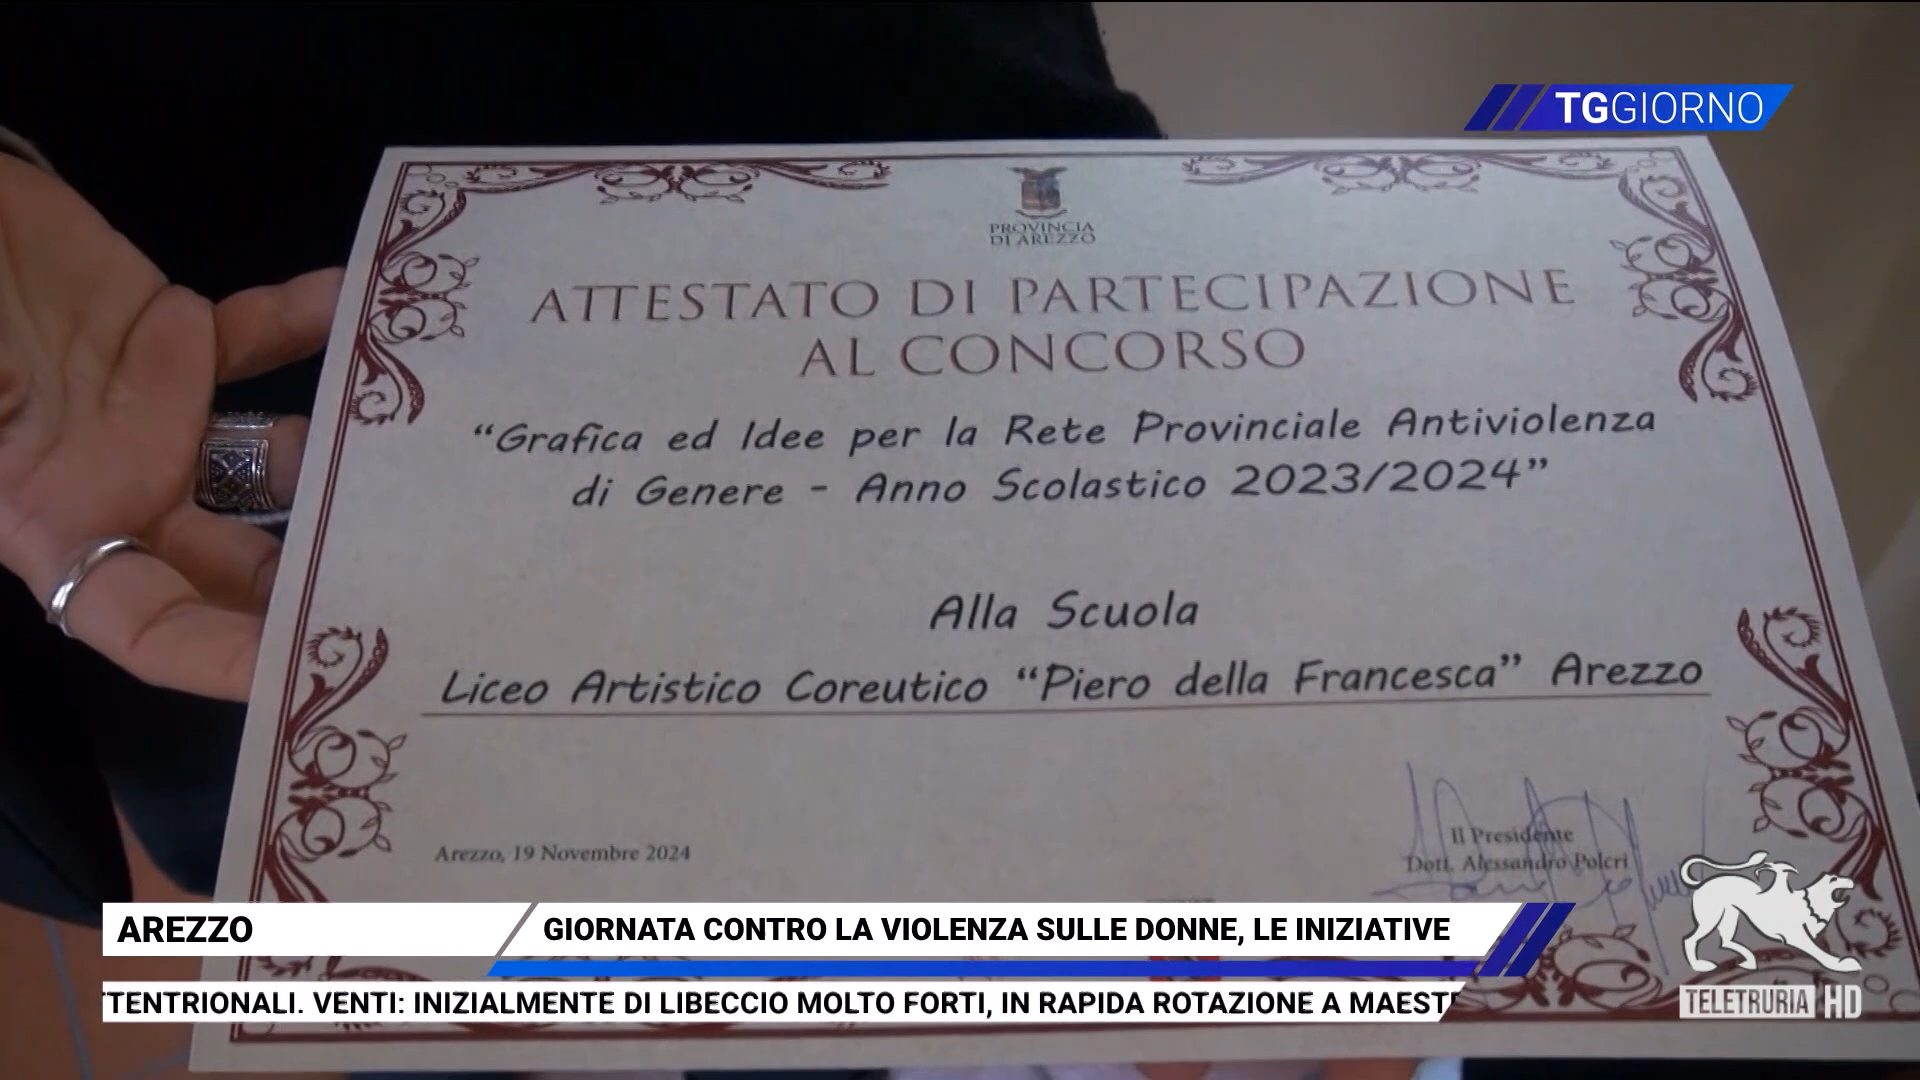 TGGIORNO
PROVINCIA
DI AREZZO
ATTESTATO DI PARTECIPAZIONE
AL CONCORSO
“Grafica ed Idee per la Rete Provinciale Antiviolenza
di Genere - Anno Scolastico 2023/2024”
Alla Scuola
Liceo Artistico Coreutico “Piero della Francesca” Arezzo
Arezzo, 19 Novembre 2024
Il Presidente
Dott. Alessandro Polcri
AREZZO
GIORNATA CONTRO LA VIOLENZA SULLE DONNE, LE INIZIATIVE
TENTRIONALI. VENTI: INIZIALMENTE DI LIBECCIO MOLTO FORTI, IN RAPIDA ROTAZIONE A MAEST
TELETRURIA HD